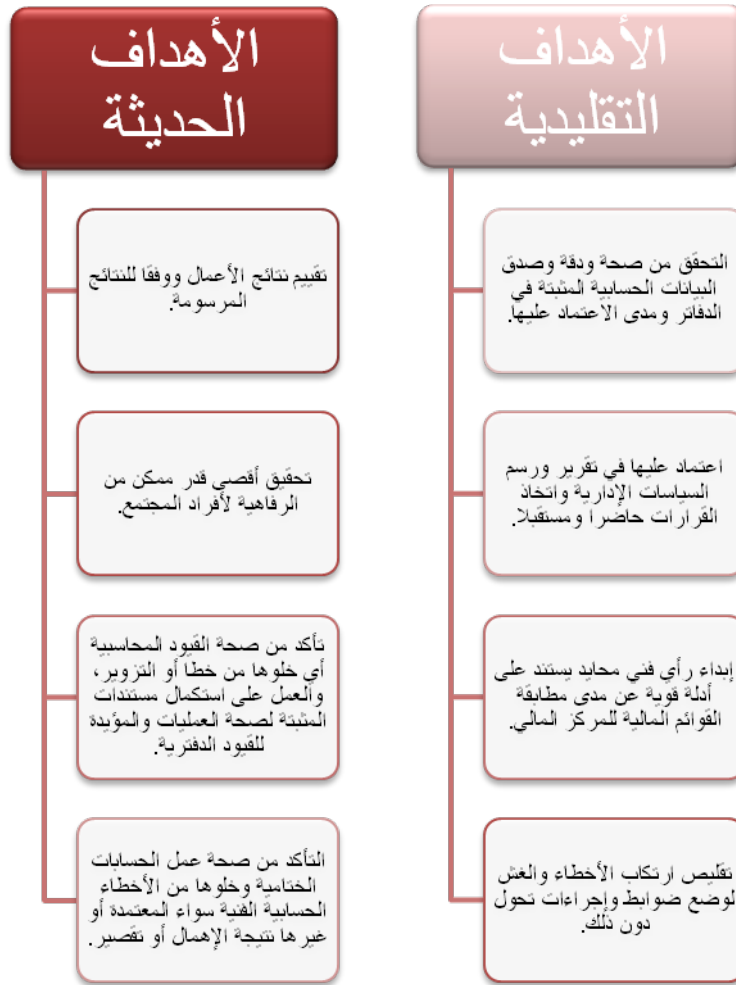 الأهداف
التقليدية
التحقق من صحة ودقة وصدق
البيانات الحسابية المثبتة في
الدفاتر ومدى الاعتماد عليها.
اعتماد عليها في تقرير ورسم
السياسات الإدارية واتخاذ
القرارات حاضرا ومستقبلا.
إبداء رأي فني محايد يستند على
أدلة قوية عن مدى مطابقة
القوائم المالية للمركز المالي.
تقليص ارتكاب الأخطاء والغش
لوضع ضوابط وإجراءات تحول
دون ذلك.
الأهداف
الحديثة
تقييم نتائج الأعمال ووفقا للنتائج
المرسومة.
تحقيق أقصى قدر ممكن من
الرفاهية لأفراد المجتمع.
تأكد من صحة القيود المحاسبية
أي خلوها من خطا أو التزوير،
والعمل على استكمال مستندات
المثبتة لصحة العمليات والمؤيدة
للقيود الدفترية.
التأكد من صحة عمل الحسابات
الختامية وخلوها من الأخطاء
الحسابية الفنية سواء المعتمدة أو
غيرها نتيجة الإهمال أو تقصير.